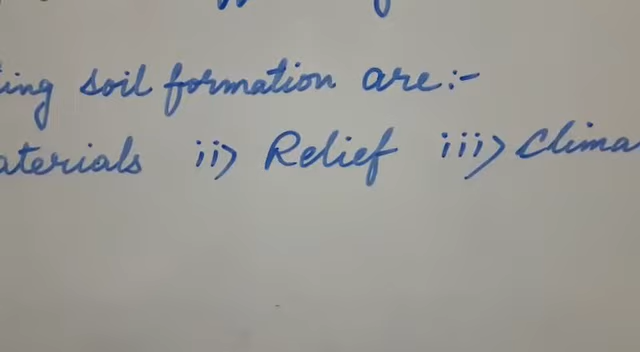 ting soil formation are:-
aterials ii> Relief iii> Clima